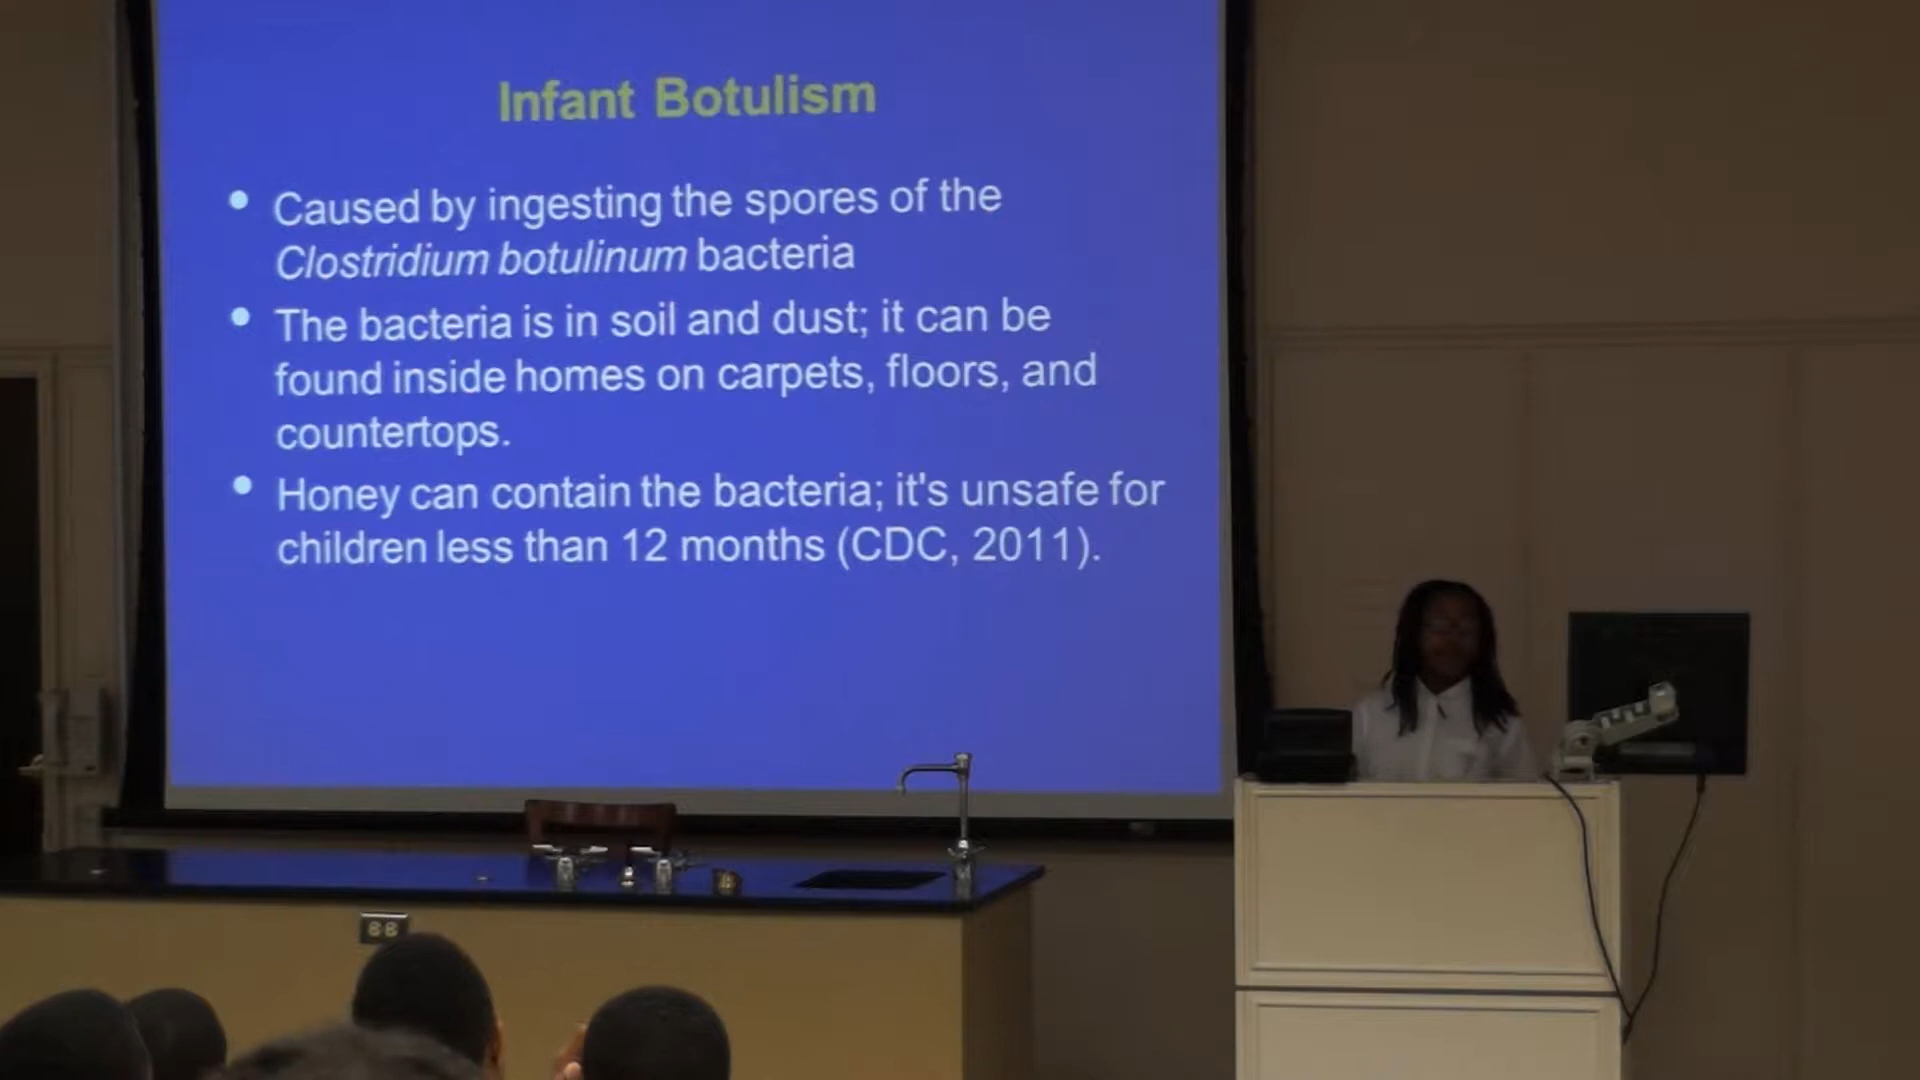 Infant Botulism
• Caused by ingesting the spores of the
Clostridium botulinum bacteria
• The bacteria is in soil and dust; it can be
found inside homes on carpets, floors, and
countertops.
• Honey can contain the bacteria; it's unsafe for
children less than 12 months (CDC, 2011).